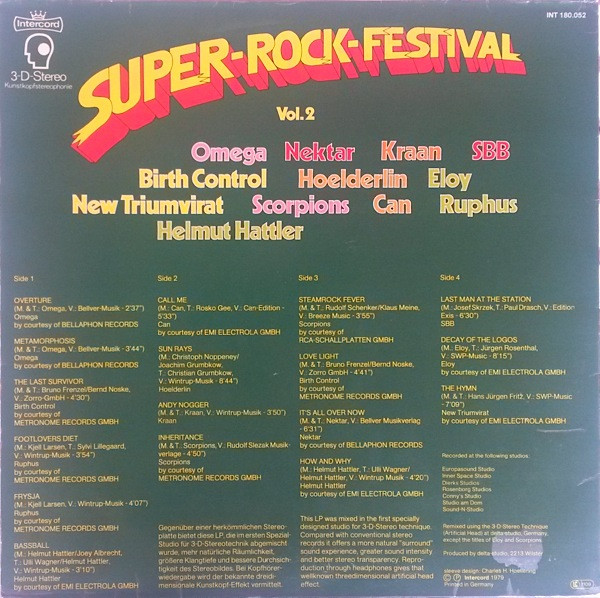 Intercord
3-D-Stereo
Kunstkopfstereophonie
INT 180.052
SUPER-ROCK-FESTIVAL
Vol. 2
Omega Nektar Kraan SBB
Birth Control Hoelderlin Eloy
New Triumvirat Scorpions Can Ruphus
Helmut Hattler
Side 1
OVERTURE
(M. & T.: Omega, V.: Bellver-Musik - 2'37")
Omega
by courtesy of BELLAPHON RECORDS
METAMORPHOSIS
(M. & T.: Omega, V.: Bellver-Musik - 3'44")
Omega
by courtesy of BELLAPHON RECORDS
THE LAST SURVIVOR
(M. & T.: Bruno Frenzel/Bernd Noske,
V.: Zorro-GmbH - 4'30")
Birth Control
by courtesy of
METRONOME RECORDS GMBH
FOOTLOVERS DIET
(M.: Kjell Larsen, T.: Sylvi Lillegaard,
V.: Wintrup-Musik - 3'54")
Ruphus
by courtesy of
METRONOME RECORDS GMBH
FRYSJA
(M.: Kjell Larsen, V.: Wintrup-Musik - 4'07")
Ruphus
by courtesy of
METRONOME RECORDS GMBH
BASSBALL
(M.: Helmut Hattler/Joey Albrecht,
T.: Ulli Wagner/Helmut Hattler,
V.: Wintrup-Musik - 3'10")
Helmut Hattler
by courtesy of EMI ELECTROLA GMBH
Side 2
CALL ME
(M.: Can, T.: Rosko Gee, V.: Can-Edition -
5'33")
Can
by courtesy of EMI ELECTROLA GMBH
SUN RAYS
(M.: Christoph Noppeney/
Joachim Grumbkow,
T.: Christian Grumbkow,
V.: Wintrup-Musik - 8'44")
Hoelderlin
ANDY NOGGER
(M. & T.: Kraan, V.: Wintrup-Musik - 3'50")
Kraan
INHERITANCE
(M. & T.: Scorpions, V.: Rudolf Slezak Musik-
verlage - 4'50")
Scorpions
by courtesy of
METRONOME RECORDS GMBH
Gegenüber einer herkömmlichen Stereo-
platte bietet diese LP, die im ersten Spezial
Studio für 3-D-Stereotechnik abgemischt
wurde, mehr natürliche Räumlichkeit,
größere Klangtiefe und bessere Durchsich-
tigkeit des Stereobildes. Bei Kopfhörer-
wiedergabe wird der bekannte dreidi-
mensionale Kunstkopf-Effekt vermittelt.
Side 3
STEAMROCK FEVER
(M. & T.: Rudolf Schenker/Klaus Meine,
V.: Breeze Music - 3'55")
Scorpions
by courtesy of
RCA-SCHALLPLATTEN GMBH
LOVE LIGHT
(M. & T.: Bruno Frenzel/Bernd Noske,
V.: Zorro GmbH - 4'41")
Birth Control
by courtesy of
METRONOME RECORDS GMBH
IT'S ALL OVER NOW
(M. & T.: Nektar, V.: Bellver Musikverlag
- 6'31")
Nektar
by courtesy of BELLAPHON RECORDS
HOW AND WHY
(M.: Helmut Hattler, T.: Ulli Wagner/
Helmut Hattler, V.: Wintrup Musik - 4'20")
Helmut Hattler
by courtesy of EMI ELECTROLA GMBH
This LP was mixed in the first specially
designed studio for 3-D-Stereo technique.
Compared with conventional stereo
records it offers a more natural "surround"
sound experience, greater sound intensity
and better stereo transparency. Repro-
duction through headphones gives that
wellknown threedimensional artificial head
effect.
Side 4
LAST MAN AT THE STATION
(M.: Josef Skrzek, T.: Paul Drasch, V.: Edition
Exis - 6'30")
SBB
DECAY OF THE LOGOS
(M.: Eloy, T.: Jürgen Rosenthal,
V.: SWP-Music - 8'15")
Eloy
by courtesy of EMI ELECTROLA GMBH
THE HYMN
(M. & T.: Hans Jürgen Fritz, V.: SWP-Music
- 7'09")
New Triumvirat
by courtesy of EMI ELECTROLA GMBH
Recorded at the following studios:
Europasound Studio
Inner Space Studio
Dierks Studios
Rosenborg Studios
Conny's Studio
Studio am Dom
Sound-N-Studio
Remixed using the 3-D-Stereo Technique
(Artificial Head) at delta studio, Germany,
except the titles of Eloy and Scorpions.
Produced by delta-studio, 2213 Wilster
sleeve design: Charles H.
Intercord 1979
Printed in Germany